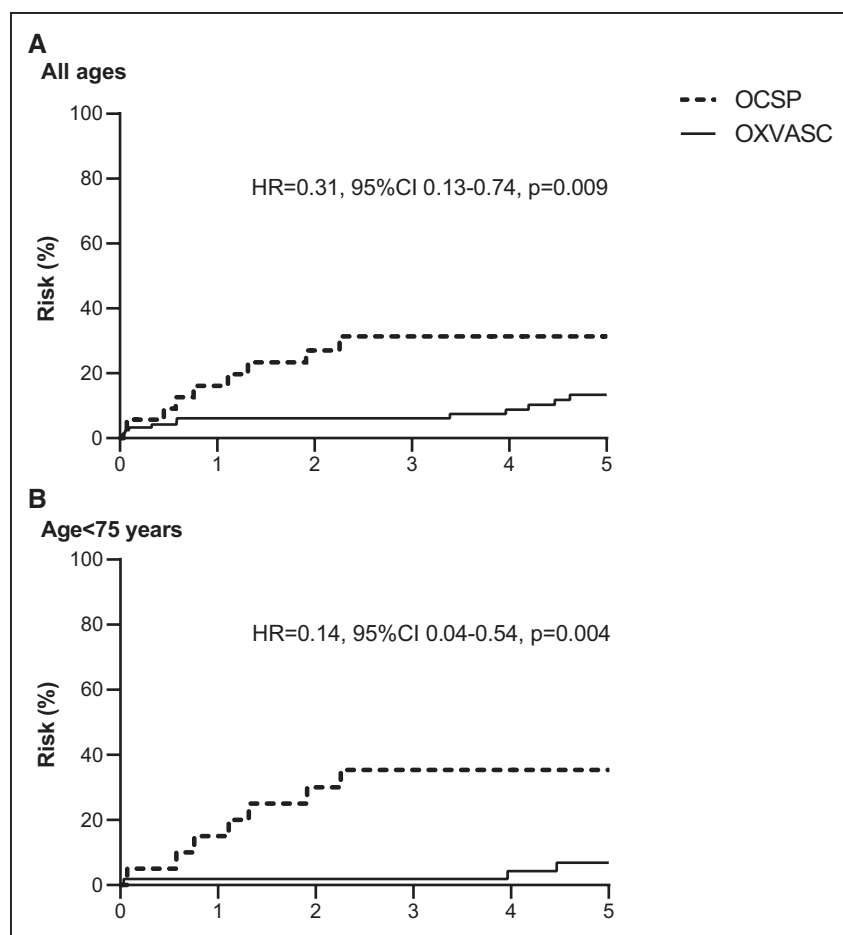 A
All ages
OCSP
OXVASC
HR=0.31, 95%CI 0.13-0.74, p=0.009
Risk (%)
100
80
60
40
20
0
0 1 2 3 4 5
B
Age<75 years
HR=0.14, 95%CI 0.04-0.54, p=0.004
Risk (%)
100
80
60
40
20
0
0 1 2 3 4 5